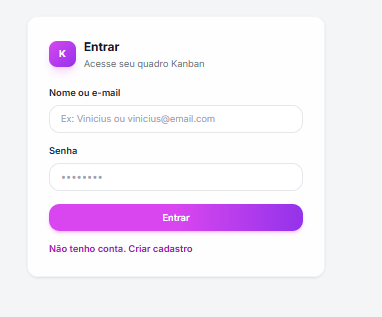 K
Entrar
Acesse seu quadro Kanban
Nome ou e-mail
Ex: Vinicius ou vinicius@email.com
Senha
••••••••
Entrar
Não tenho conta. Criar cadastro